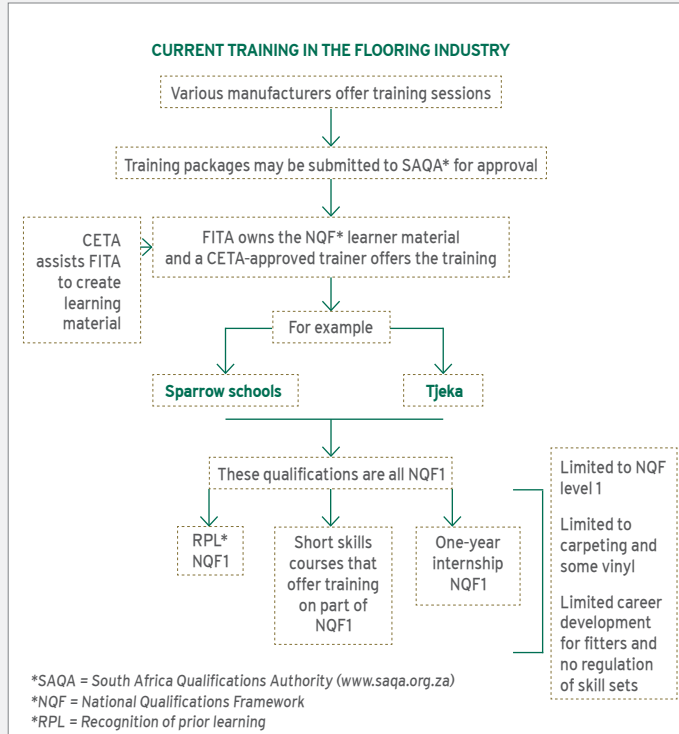 CURRENT TRAINING IN THE FLOORING INDUSTRY
Various manufacturers offer training sessions
Training packages may be submitted to SAQA* for approval
CETA
assists FITA
to create
learning
material
FITA owns the NQF* learner material
and a CETA-approved trainer offers the training
For example
Sparrow schools
Tjeka
These qualifications are all NQF1
RPL*
NQF1
Short skills
courses that
offer training
on part of
NQF1
One-year
internship
NQF1
Limited to NQF
level 1
Limited to
carpeting and
some vinyl
Limited career
development
for fitters and
no regulation
of skill sets
*SAQA = South Africa Qualifications Authority (www.saqa.org.za)
*NQF = National Qualifications Framework
*RPL = Recognition of prior learning